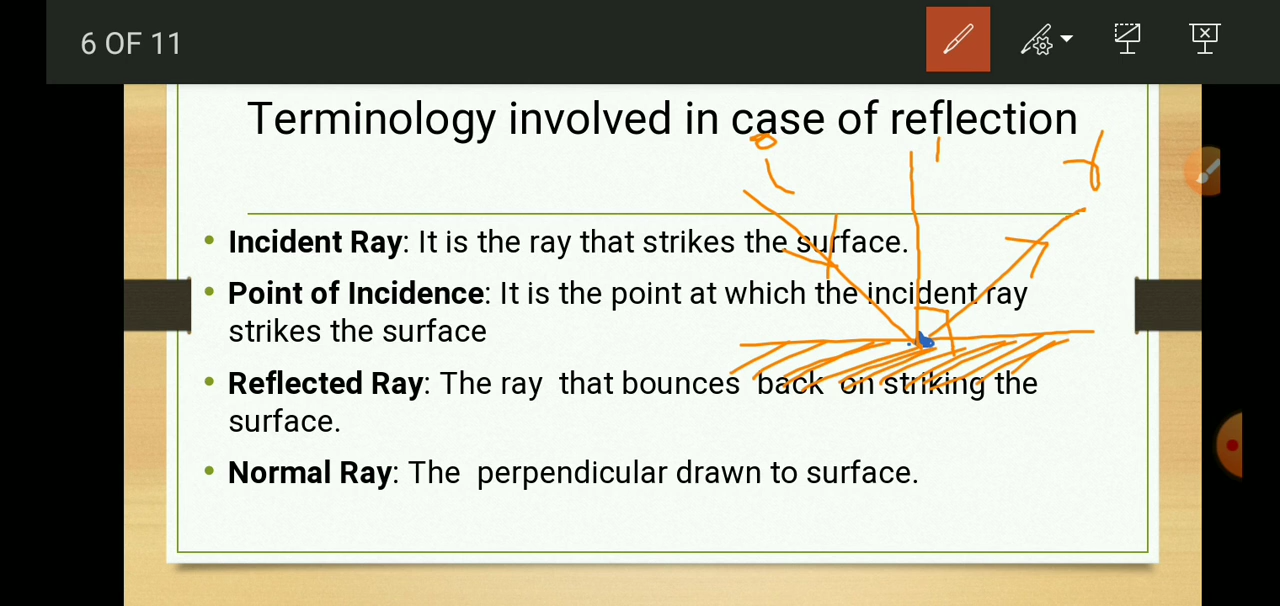 6 OF 11
Terminology involved in case of reflection
• Incident Ray: It is the ray that strikes the surface.
• Point of Incidence: It is the point at which the incident ray
strikes the surface
• Reflected Ray: The ray that bounces back on striking the
surface.
• Normal Ray: The perpendicular drawn to surface.